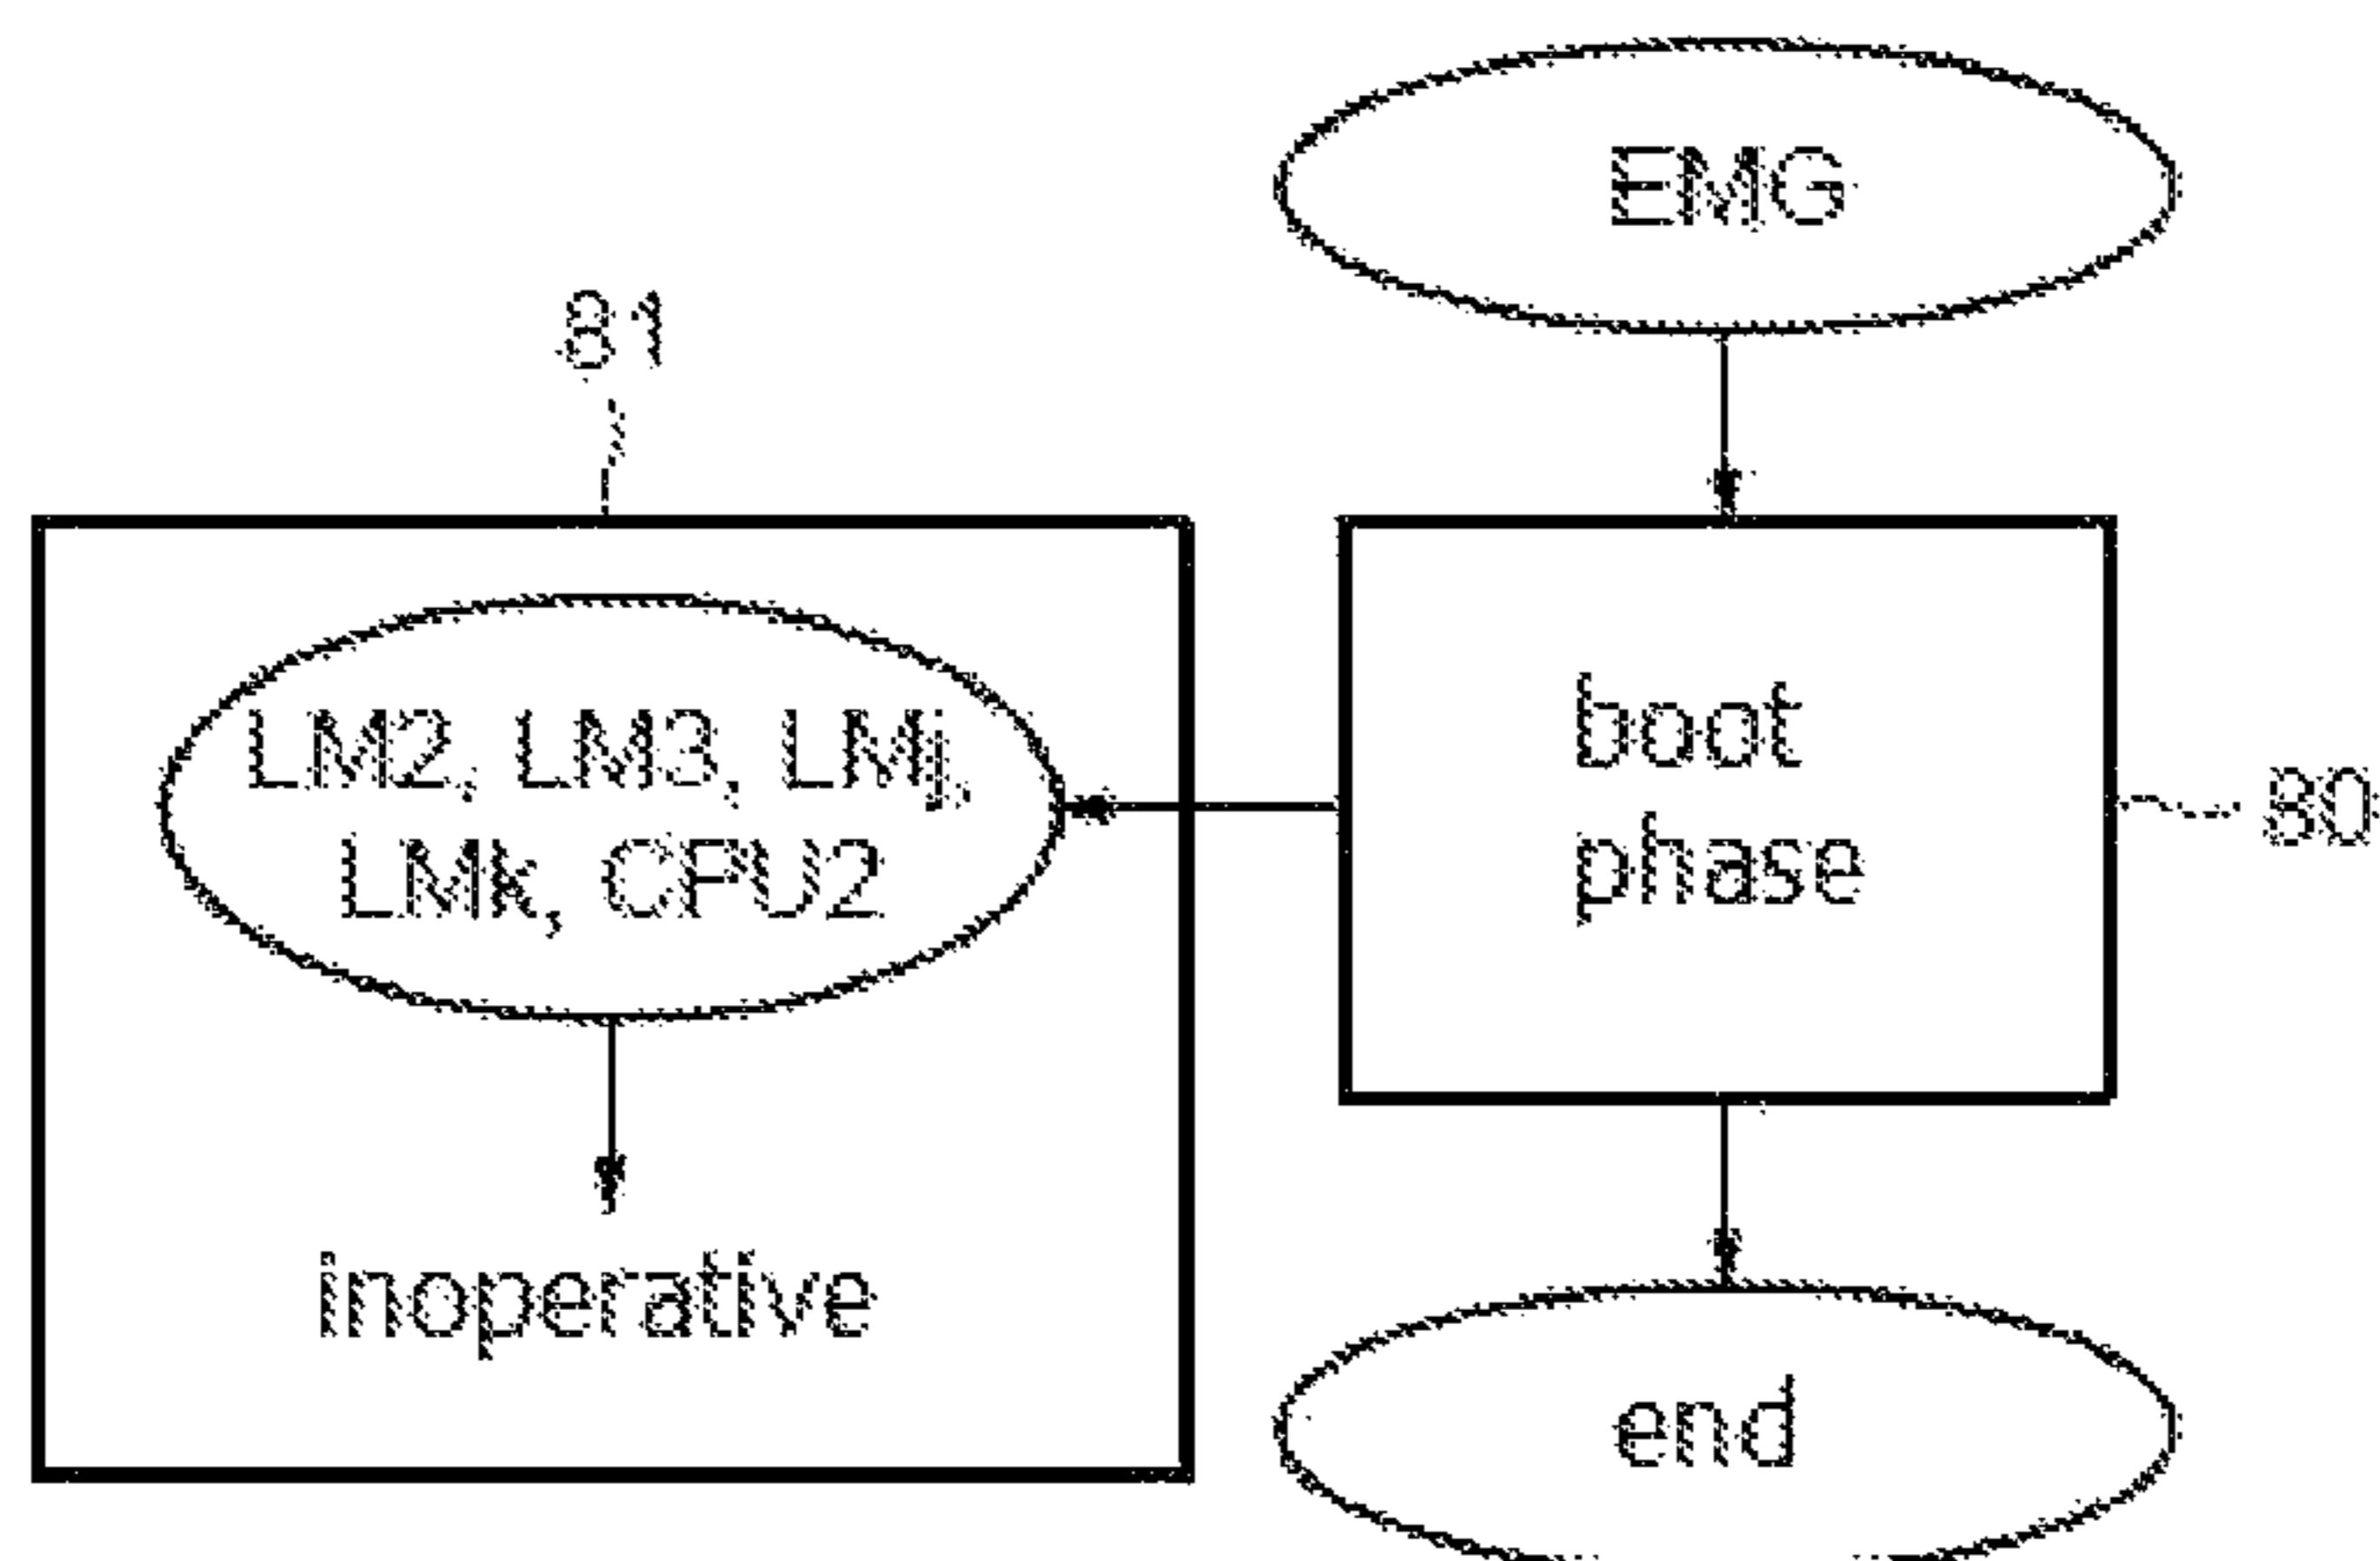 EMG
81
LM2, LM3, LMj,
LMk, CPU2
boot
phase
80
inoperative
end